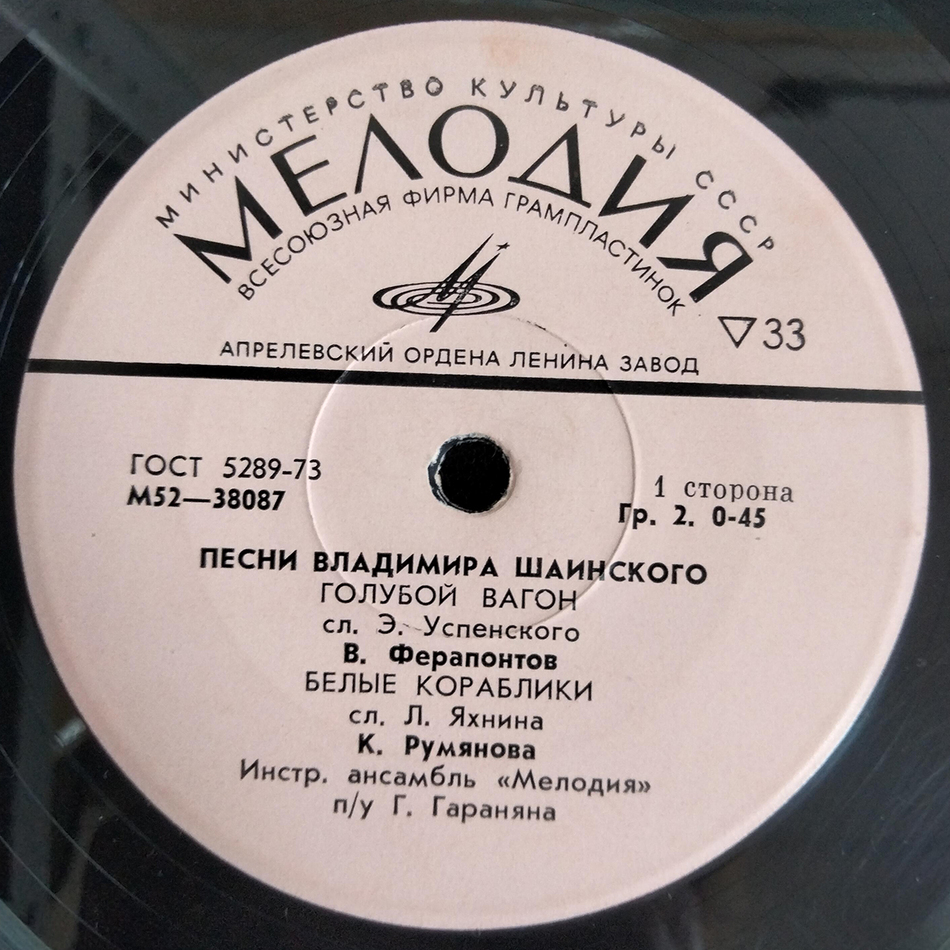 МИНИСТЕРСТВО КУЛЬТУРЫ СССР
МЕЛОДИЯ
ВСЕСОЮЗНАЯ ФИРМА ГРАМПЛАСТИНОК
▽33
АПРЕЛЕВСКИЙ ОРДЕНА ЛЕНИНА ЗАВОД
ГОСТ 5289-73
М52—38087
1 сторона
Гр. 2. 0-45
ПЕСНИ ВЛАДИМИРА ШАИНСКОГО
ГОЛУБОЙ ВАГОН
сл. Э. Успенского
В. Ферапонтов
БЕЛЫЕ КОРАБЛИКИ
сл. Л. Яхнина
К. Румянова
Инстр. ансамбль «Мелодия»
п/у Г. Гараняна